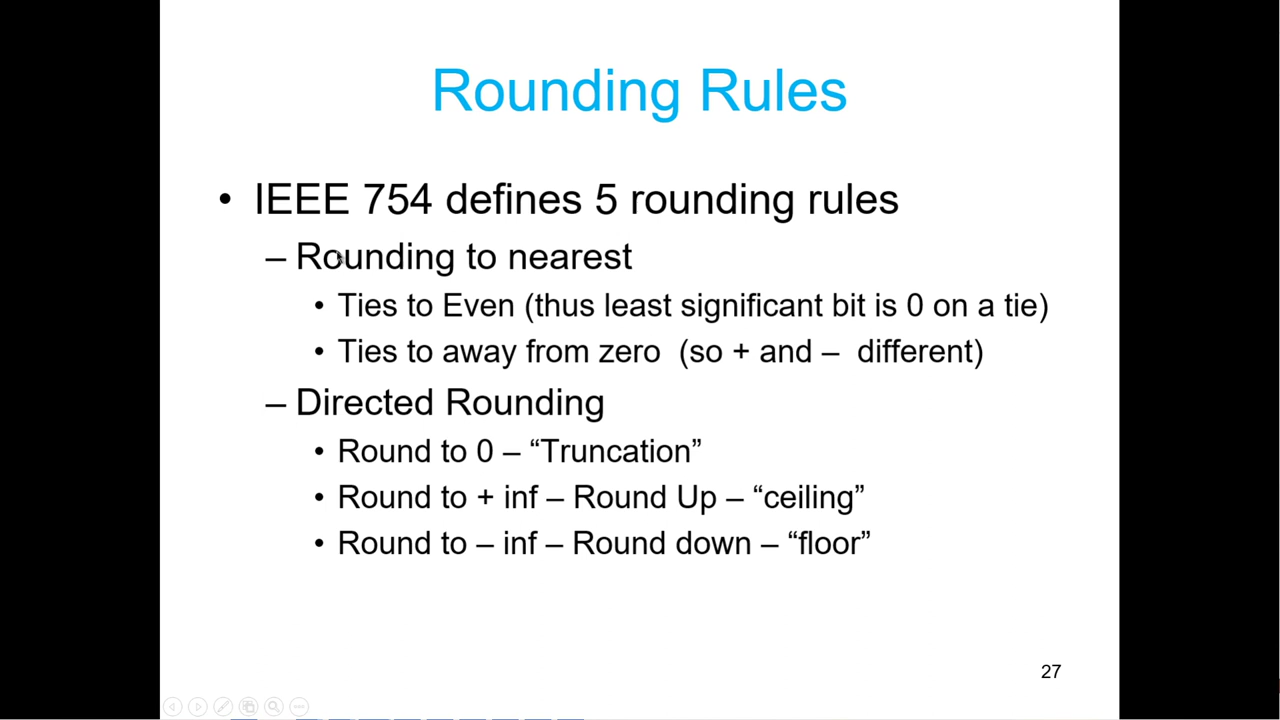 Rounding Rules
• IEEE 754 defines 5 rounding rules
– Rounding to nearest
• Ties to Even (thus least significant bit is 0 on a tie)
• Ties to away from zero (so + and – different)
– Directed Rounding
• Round to 0 – “Truncation”
• Round to + inf – Round Up – “ceiling”
• Round to – inf – Round down – “floor”
27